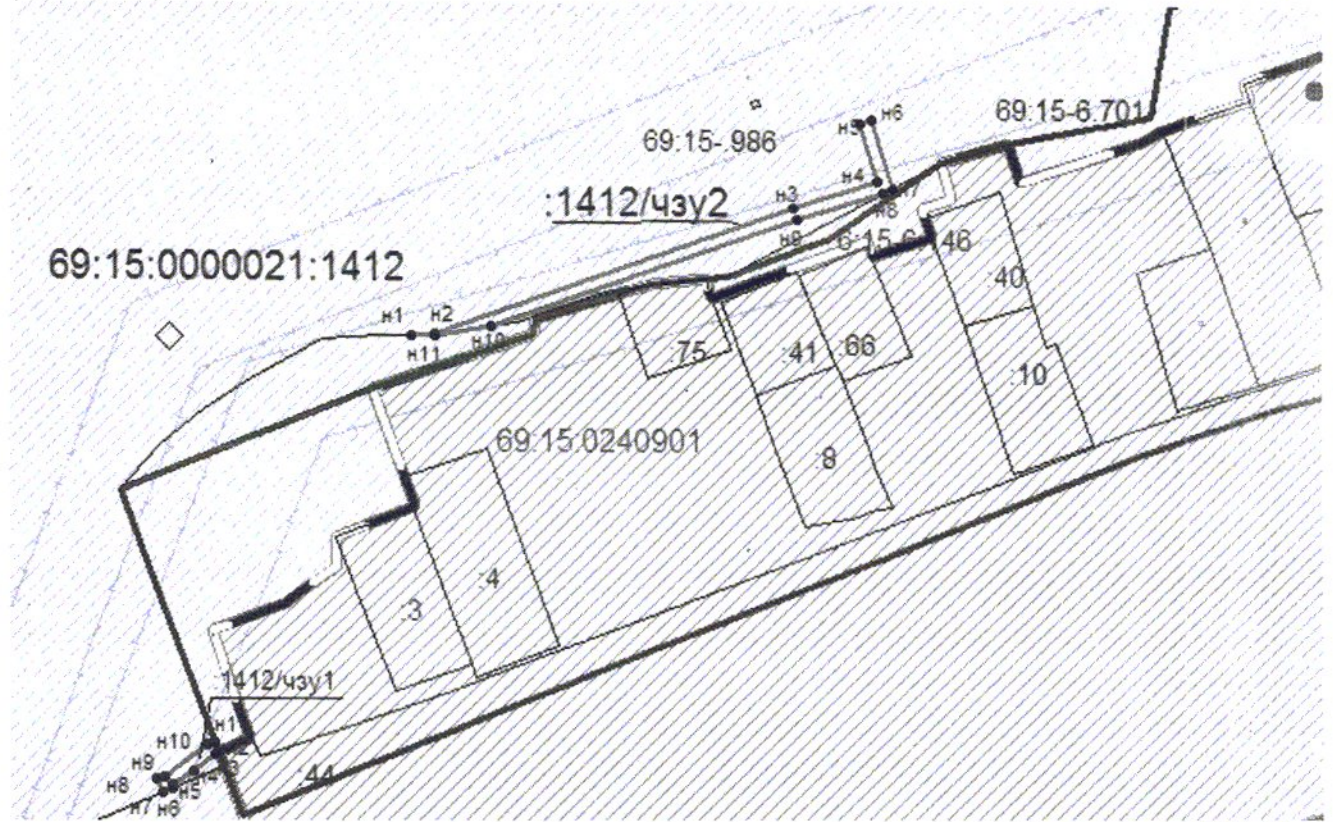 69:15-6.701
н5 н6
69:15-.986
н4
н7
:1412/чзу2
н3
н8
н9
46
69:15:0000021:1412
:40
н1 н2
н10
н11
:75
:41
:66
:10
69:15:0240901
:8
:4
:3
:1412/чзу1
н1
н10
н9
н8
н5
н7
н6
:44